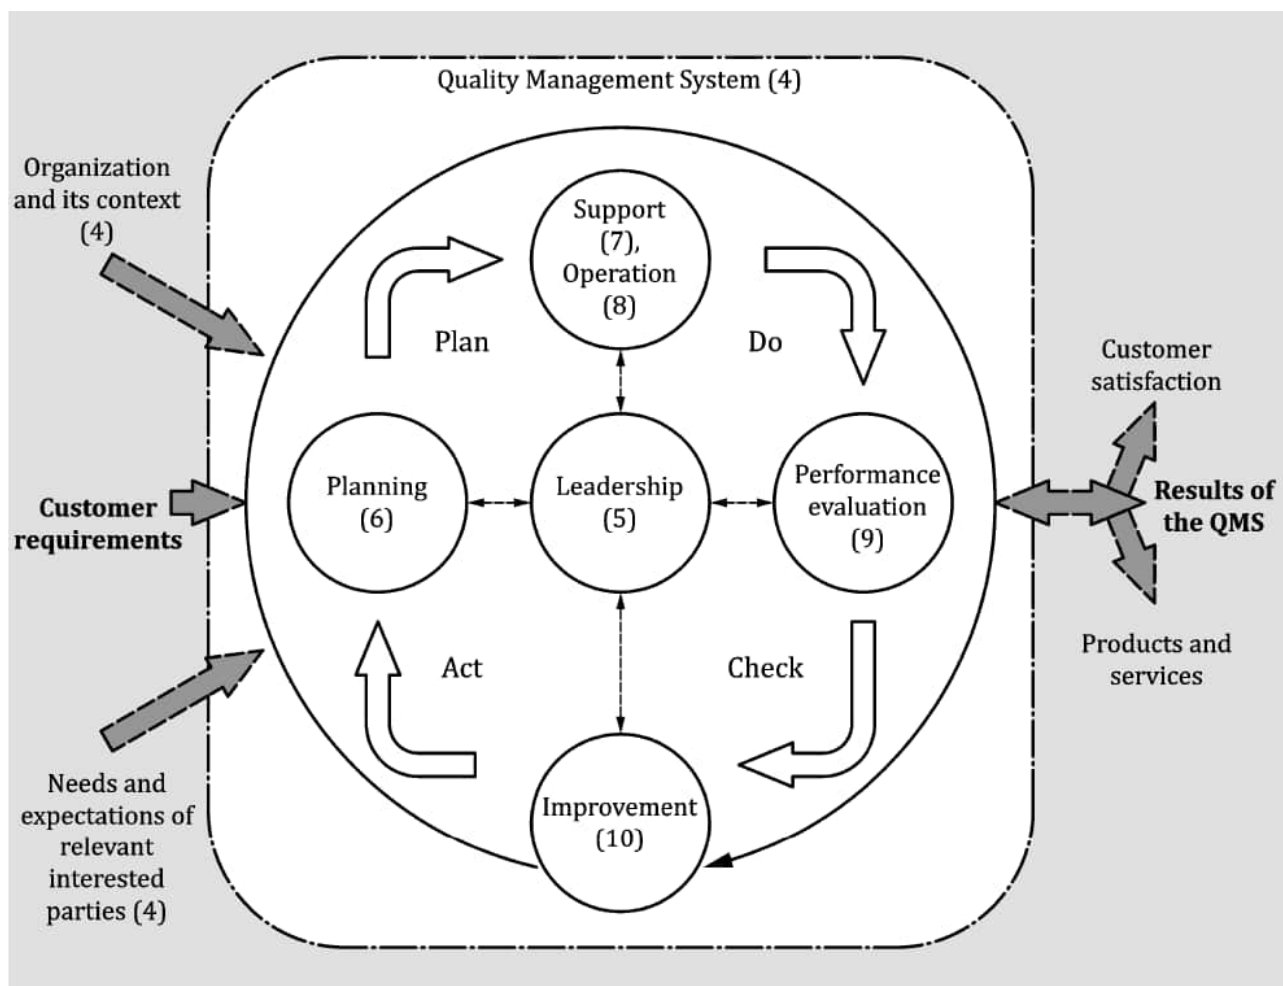 Quality Management System (4)
Organization
and its context
(4)
Support
(7),
Operation
(8)
Plan
Do
Customer
satisfaction
Planning
(6)
Leadership
(5)
Performance
evaluation
(9)
Customer
requirements
Results of
the QMS
Act
Check
Products and
services
Needs and
expectations of
relevant
interested
parties (4)
Improvement
(10)